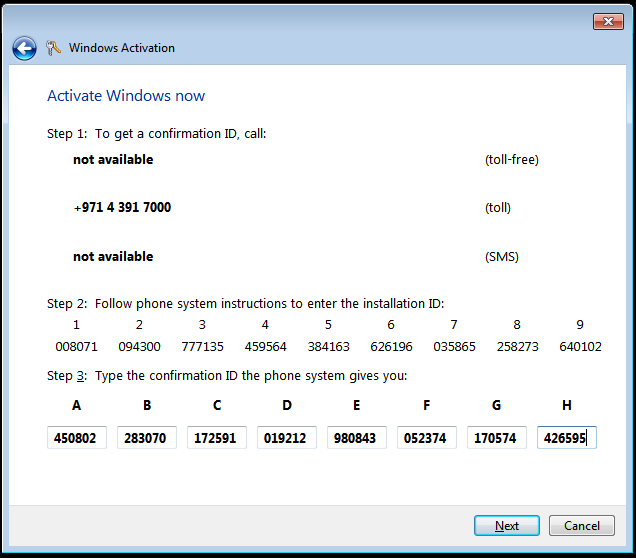 Windows Activation
Activate Windows now
Step 1: To get a confirmation ID, call:
not available (toll-free)
+971 4 391 7000 (toll)
not available (SMS)
Step 2: Follow phone system instructions to enter the installation ID:
1 2 3 4 5 6 7 8 9
008071 094300 777135 459564 384163 626196 035865 258273 640102
Step 3: Type the confirmation ID the phone system gives you:
A B C D E F G H
450802 283070 172591 019212 980843 052374 170574 426595
Next Cancel